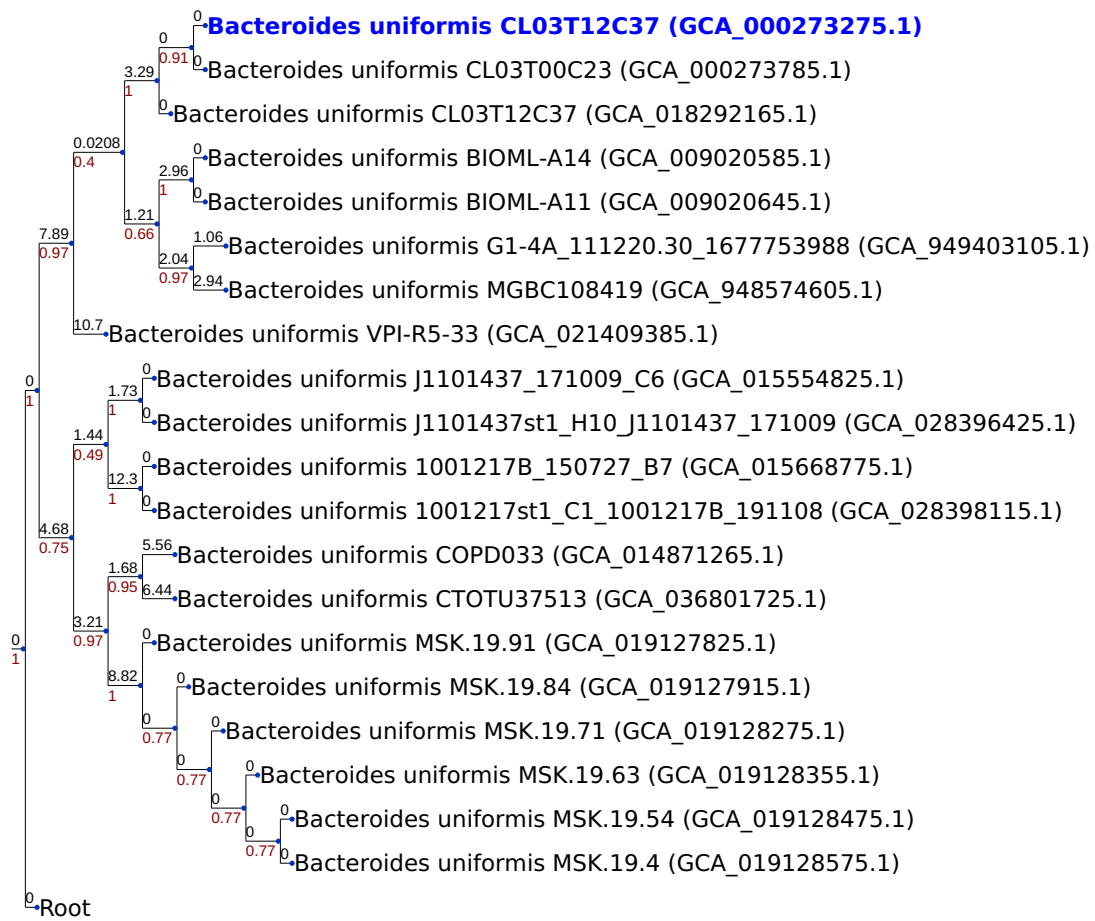 0
Bacteroides uniformis CL03T12C37 (GCA_000273275.1)
0
0.91
0
Bacteroides uniformis CL03T00C23 (GCA_000273785.1)
3.29
1
0
Bacteroides uniformis CL03T12C37 (GCA_018292165.1)
0.0208
0.4
0
Bacteroides uniformis BIOML-A14 (GCA_009020585.1)
2.96
1
0
Bacteroides uniformis BIOML-A11 (GCA_009020645.1)
1.21
0.66
1.06
Bacteroides uniformis G1-4A_111220.30_1677753988 (GCA_949403105.1)
2.04
0.97
2.94
Bacteroides uniformis MGBC108419 (GCA_948574605.1)
7.89
0.97
10.7
Bacteroides uniformis VPI-R5-33 (GCA_021409385.1)
0
1
0
Bacteroides uniformis J1101437_171009_C6 (GCA_015554825.1)
1.73
1
0
Bacteroides uniformis J1101437st1_H10_J1101437_171009 (GCA_028396425.1)
1.44
0.49
0
Bacteroides uniformis 1001217B_150727_B7 (GCA_015668775.1)
12.3
1
0
Bacteroides uniformis 1001217st1_C1_1001217B_191108 (GCA_028398115.1)
4.68
0.75
5.56
Bacteroides uniformis COPD033 (GCA_014871265.1)
1.68
0.95
6.44
Bacteroides uniformis CTOTU37513 (GCA_036801725.1)
3.21
0.97
0
Bacteroides uniformis MSK.19.91 (GCA_019127825.1)
0
1
8.82
1
0
Bacteroides uniformis MSK.19.84 (GCA_019127915.1)
0
0.77
0
Bacteroides uniformis MSK.19.71 (GCA_019128275.1)
0
0.77
0
Bacteroides uniformis MSK.19.63 (GCA_019128355.1)
0
0.77
0
Bacteroides uniformis MSK.19.54 (GCA_019128475.1)
0
0.77
0
Bacteroides uniformis MSK.19.4 (GCA_019128575.1)
0
Root